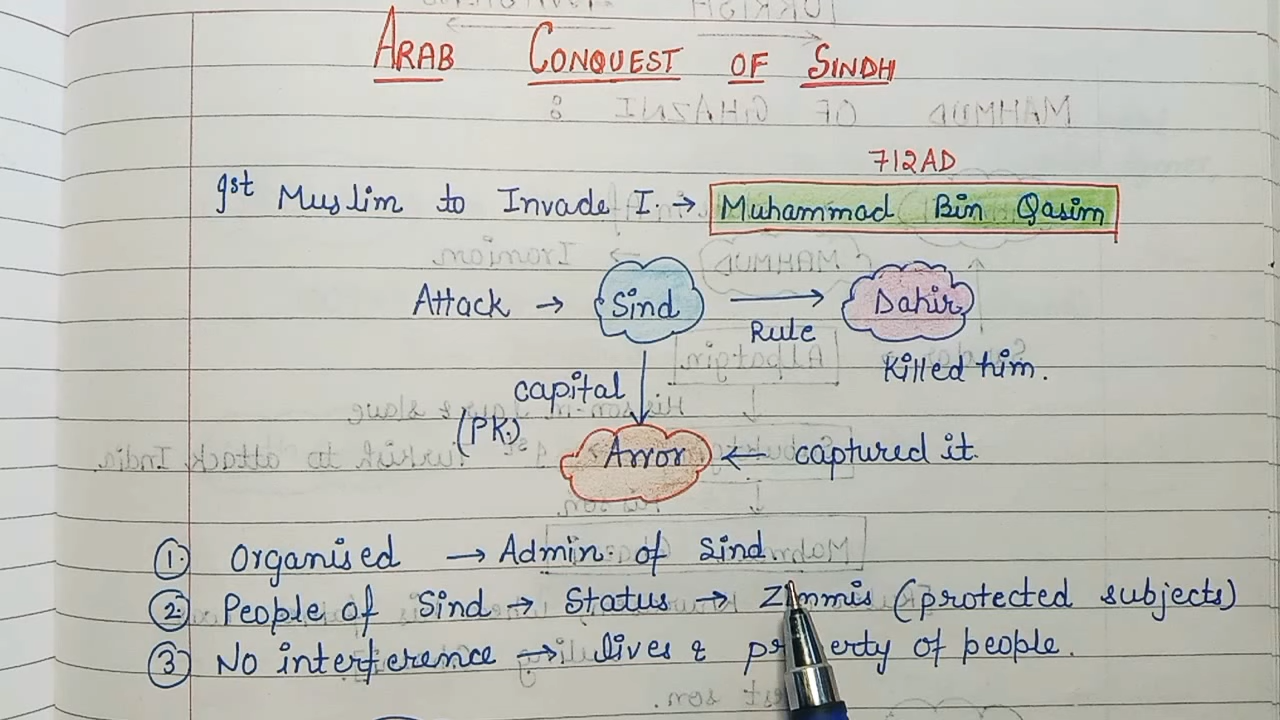 ARAB CONQUEST OF SINDH
712AD
1st Muslim to Invade I. → Muhammad Bin Qasim
Attack → Sind → Dahir
Rule
Killed him.
capital
(PK.)
Arror ← captured it.
① Organised → Admin. of Sind
② People of Sind → Status → Zimmis (protected subjects)
③ No interference → lives & property of people.